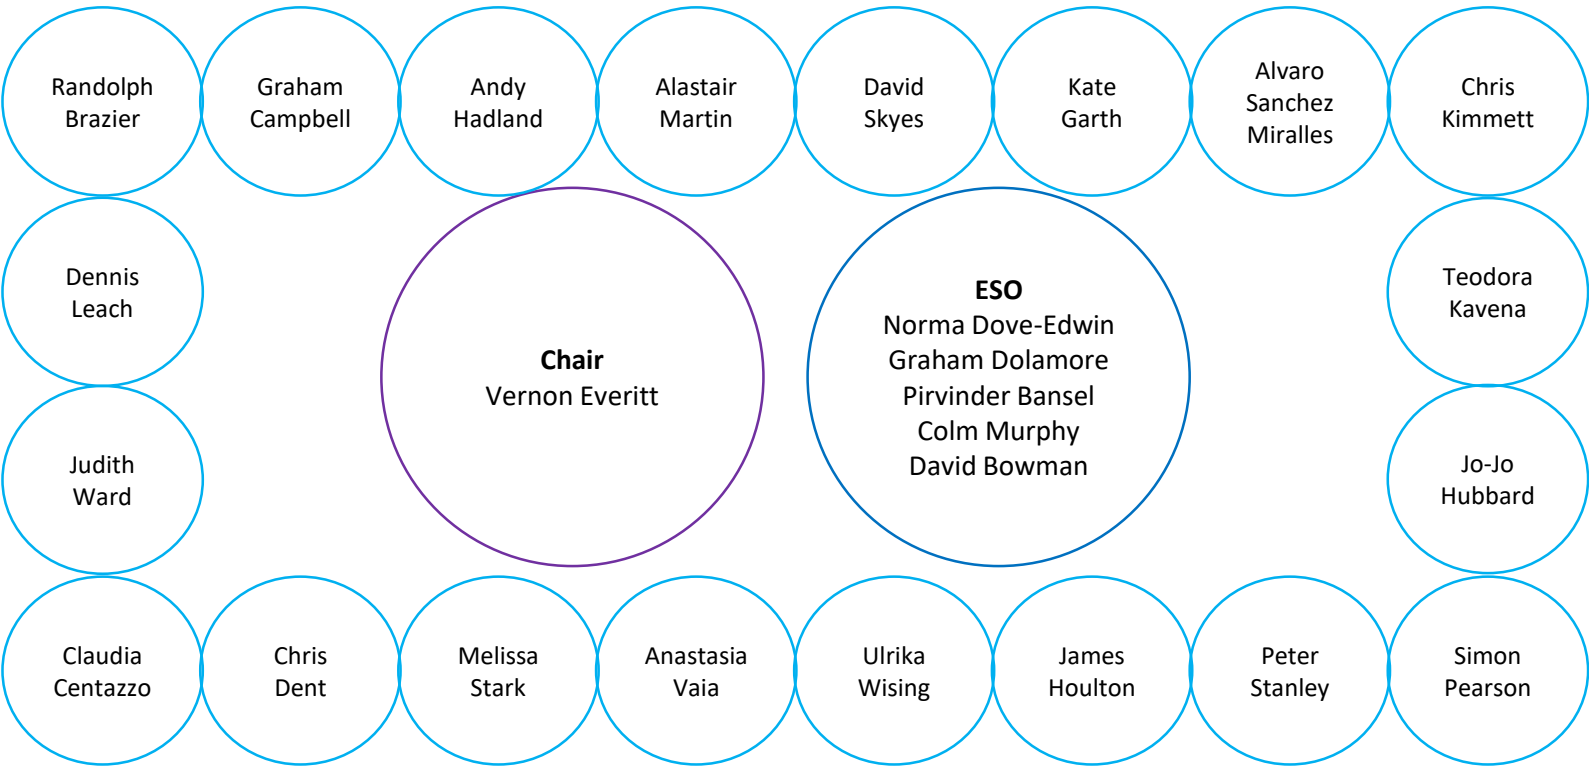 Randolph
Brazier
Graham
Campbell
Andy
Hadland
Alastair
Martin
David
Skyes
Kate
Garth
Alvaro
Sanchez
Miralles
Chris
Kimmett
Dennis
Leach
Judith
Ward
Chair
Vernon Everitt
ESO
Norma Dove-Edwin
Graham Dolamore
Pirvinder Bansel
Colm Murphy
David Bowman
Teodora
Kavena
Jo-Jo
Hubbard
Claudia
Centazzo
Chris
Dent
Melissa
Stark
Anastasia
Vaia
Ulrika
Wising
James
Houlton
Peter
Stanley
Simon
Pearson